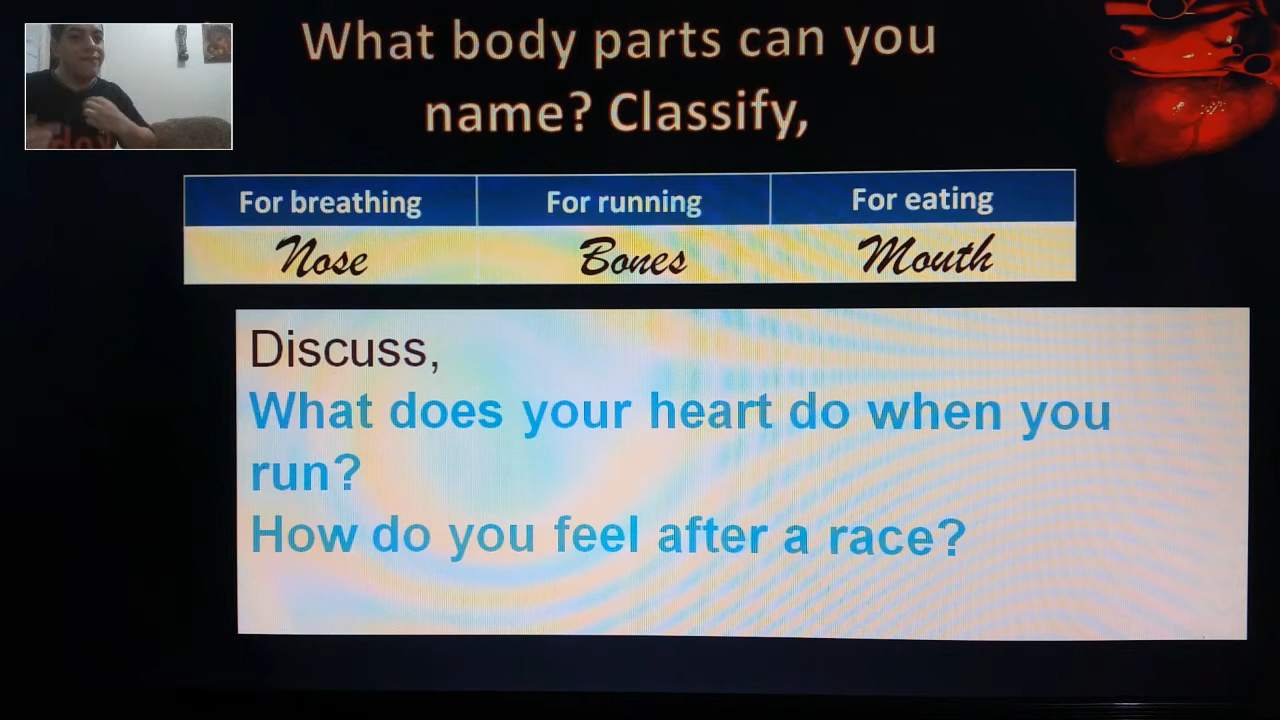 What body parts can you
name? Classify,
For breathing For running For eating
Nose Bones Mouth
Discuss,
What does your heart do when you
run?
How do you feel after a race?